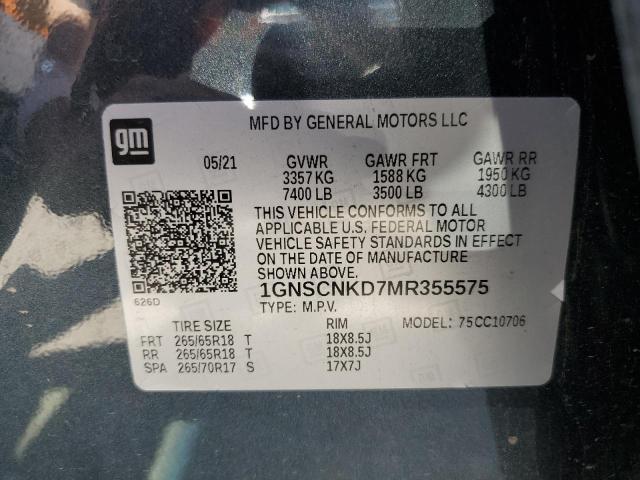 gm
MFD BY GENERAL MOTORS LLC
05/21 GVWR GAWR FRT GAWR RR
3357 KG 1588 KG 1950 KG
7400 LB 3500 LB 4300 LB
THIS VEHICLE CONFORMS TO ALL
APPLICABLE U.S. FEDERAL MOTOR
VEHICLE SAFETY STANDARDS IN EFFECT
ON THE DATE OF MANUFACTURE
SHOWN ABOVE.
626D
1GNSCNKD7MR355575
TYPE: M.P.V.
TIRE SIZE RIM MODEL: 75CC10706
FRT 265/65R18 T 18X8.5J
RR 265/65R18 T 18X8.5J
SPA 265/70R17 S 17X7J